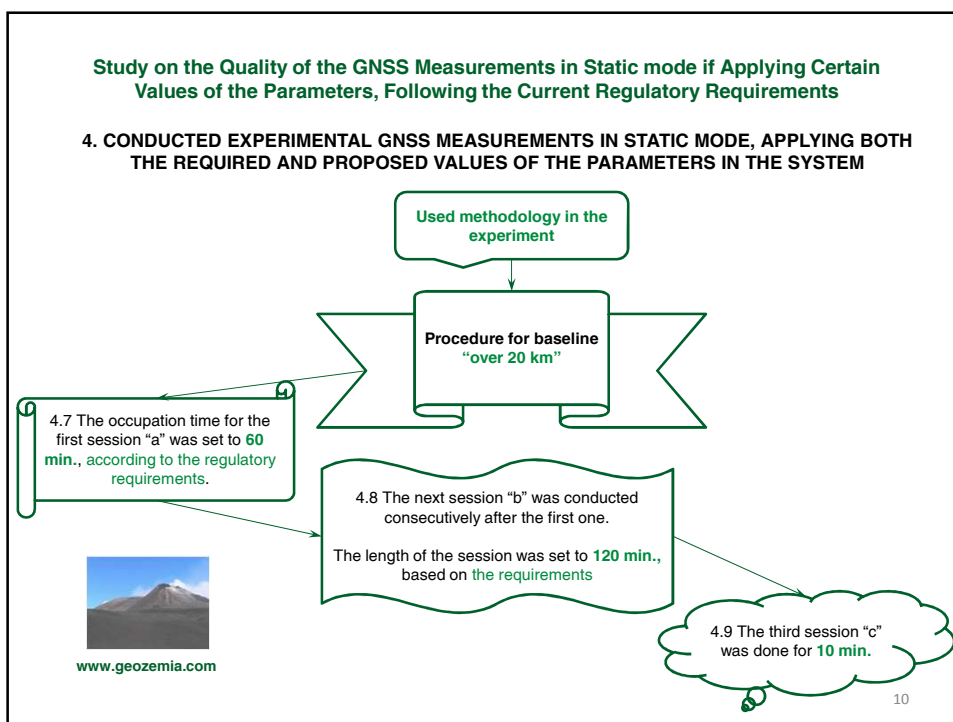 Study on the Quality of the GNSS Measurements in Static mode if Applying Certain
Values of the Parameters, Following the Current Regulatory Requirements
4. CONDUCTED EXPERIMENTAL GNSS MEASUREMENTS IN STATIC MODE, APPLYING BOTH
THE REQUIRED AND PROPOSED VALUES OF THE PARAMETERS IN THE SYSTEM
Used methodology in the
experiment
Procedure for baseline
“over 20 km”
4.7 The occupation time for the
first session “a” was set to 60
min., according to the regulatory
requirements.
4.8 The next session “b” was conducted
consecutively after the first one.
The length of the session was set to 120 min.,
based on the requirements
4.9 The third session “c”
was done for 10 min.
www.geozemia.com
10